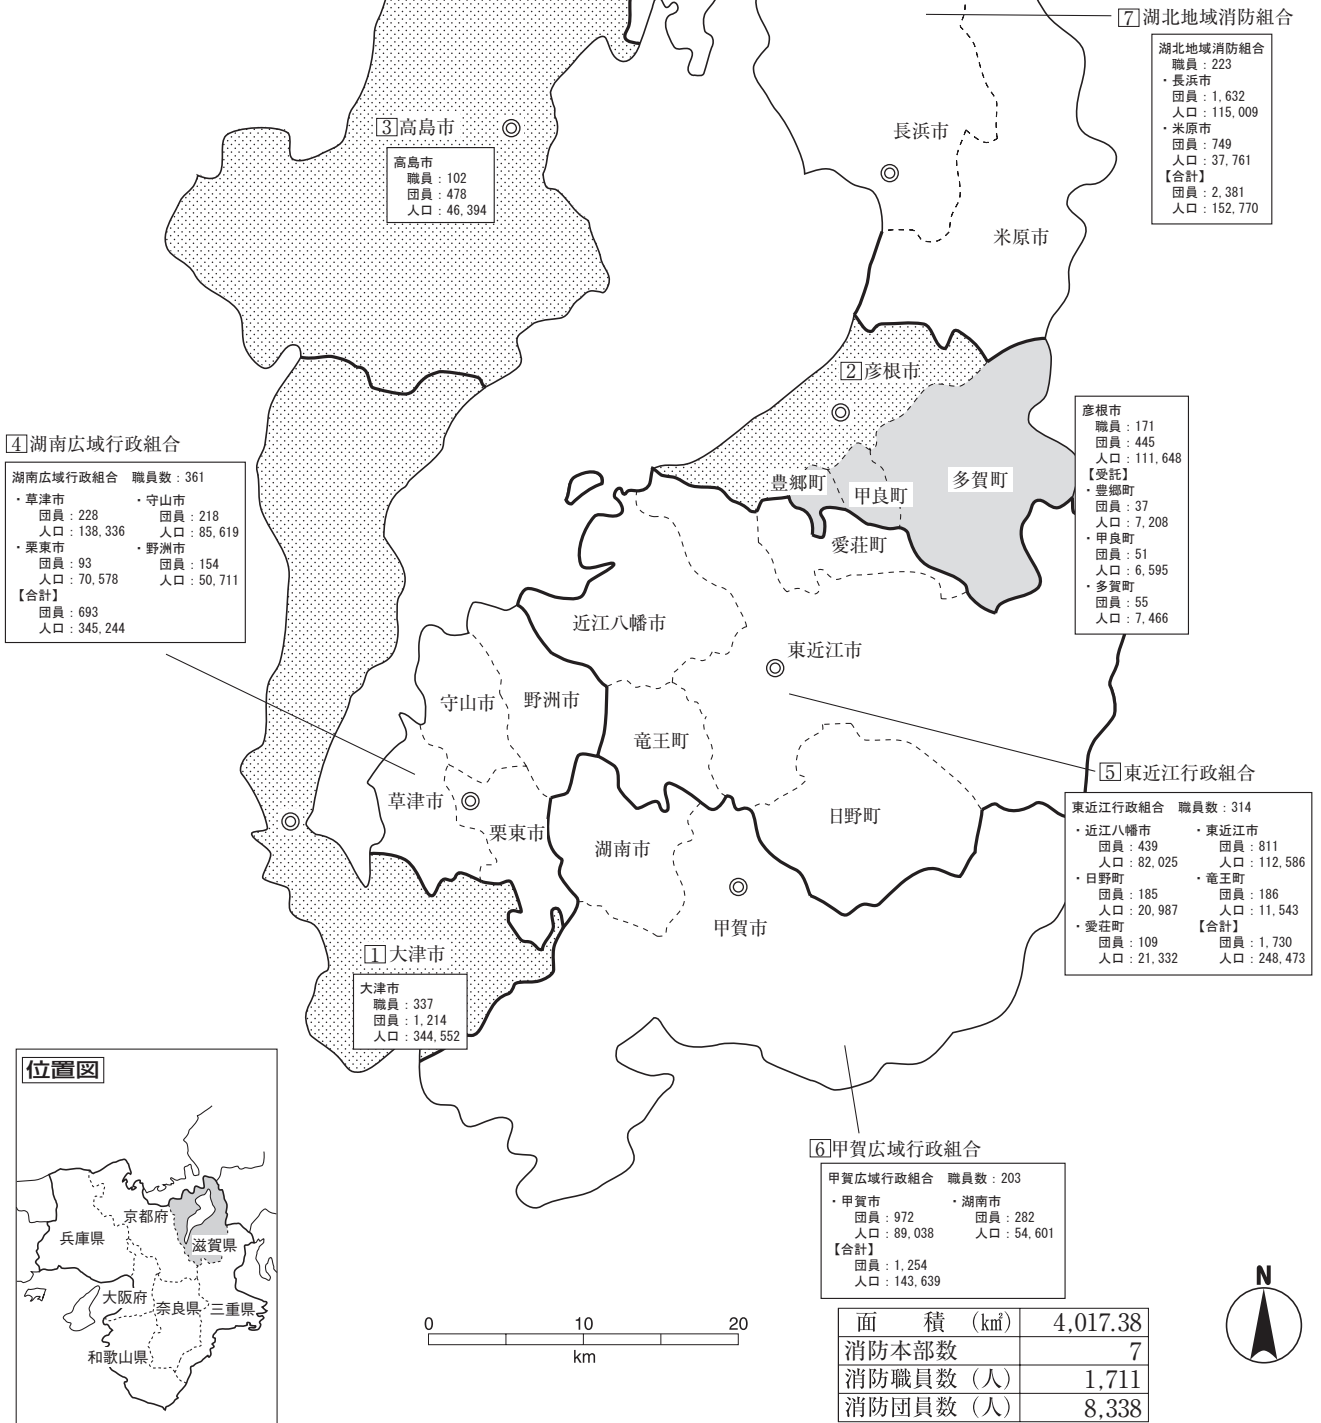 7 湖北地域消防組合
湖北地域消防組合
職員：223
・長浜市
団員：1,632
人口：115,009
・米原市
団員：749
人口：37,761
【合計】
団員：2,381
人口：152,770
3 高島市
高島市
職員：102
団員：478
人口：46,394
長浜市
米原市
2 彦根市
彦根市
職員：171
団員：445
人口：111,648
【受託】
・豊郷町
団員：37
人口：7,208
・甲良町
団員：51
人口：6,595
・多賀町
団員：55
人口：7,466
豊郷町
甲良町
多賀町
愛荘町
4 湖南広域行政組合
湖南広域行政組合 職員数：361
・草津市
団員：228
人口：138,336
・守山市
団員：218
人口：85,619
・栗東市
団員：93
人口：70,578
・野洲市
団員：154
人口：50,711
【合計】
団員：693
人口：345,244
近江八幡市
東近江市
守山市
野洲市
竜王町
草津市
栗東市
湖南市
日野町
甲賀市
5 東近江行政組合
東近江行政組合 職員数：314
・近江八幡市
団員：439
人口：82,025
・東近江市
団員：811
人口：112,586
・日野町
団員：185
人口：20,987
・竜王町
団員：186
人口：11,543
・愛荘町
団員：109
人口：21,332
【合計】
団員：1,730
人口：248,473
1 大津市
大津市
職員：337
団員：1,214
人口：344,552
6 甲賀広域行政組合
甲賀広域行政組合 職員数：203
・甲賀市
団員：972
人口：89,038
・湖南市
団員：282
人口：54,601
【合計】
団員：1,254
人口：143,639
位置図
京都府
兵庫県
滋賀県
大阪府
奈良県
三重県
和歌山県
0 10 20
km
N
面 積 （㎢） 4,017.38
消防本部数 7
消防職員数（人） 1,711
消防団員数（人） 8,338